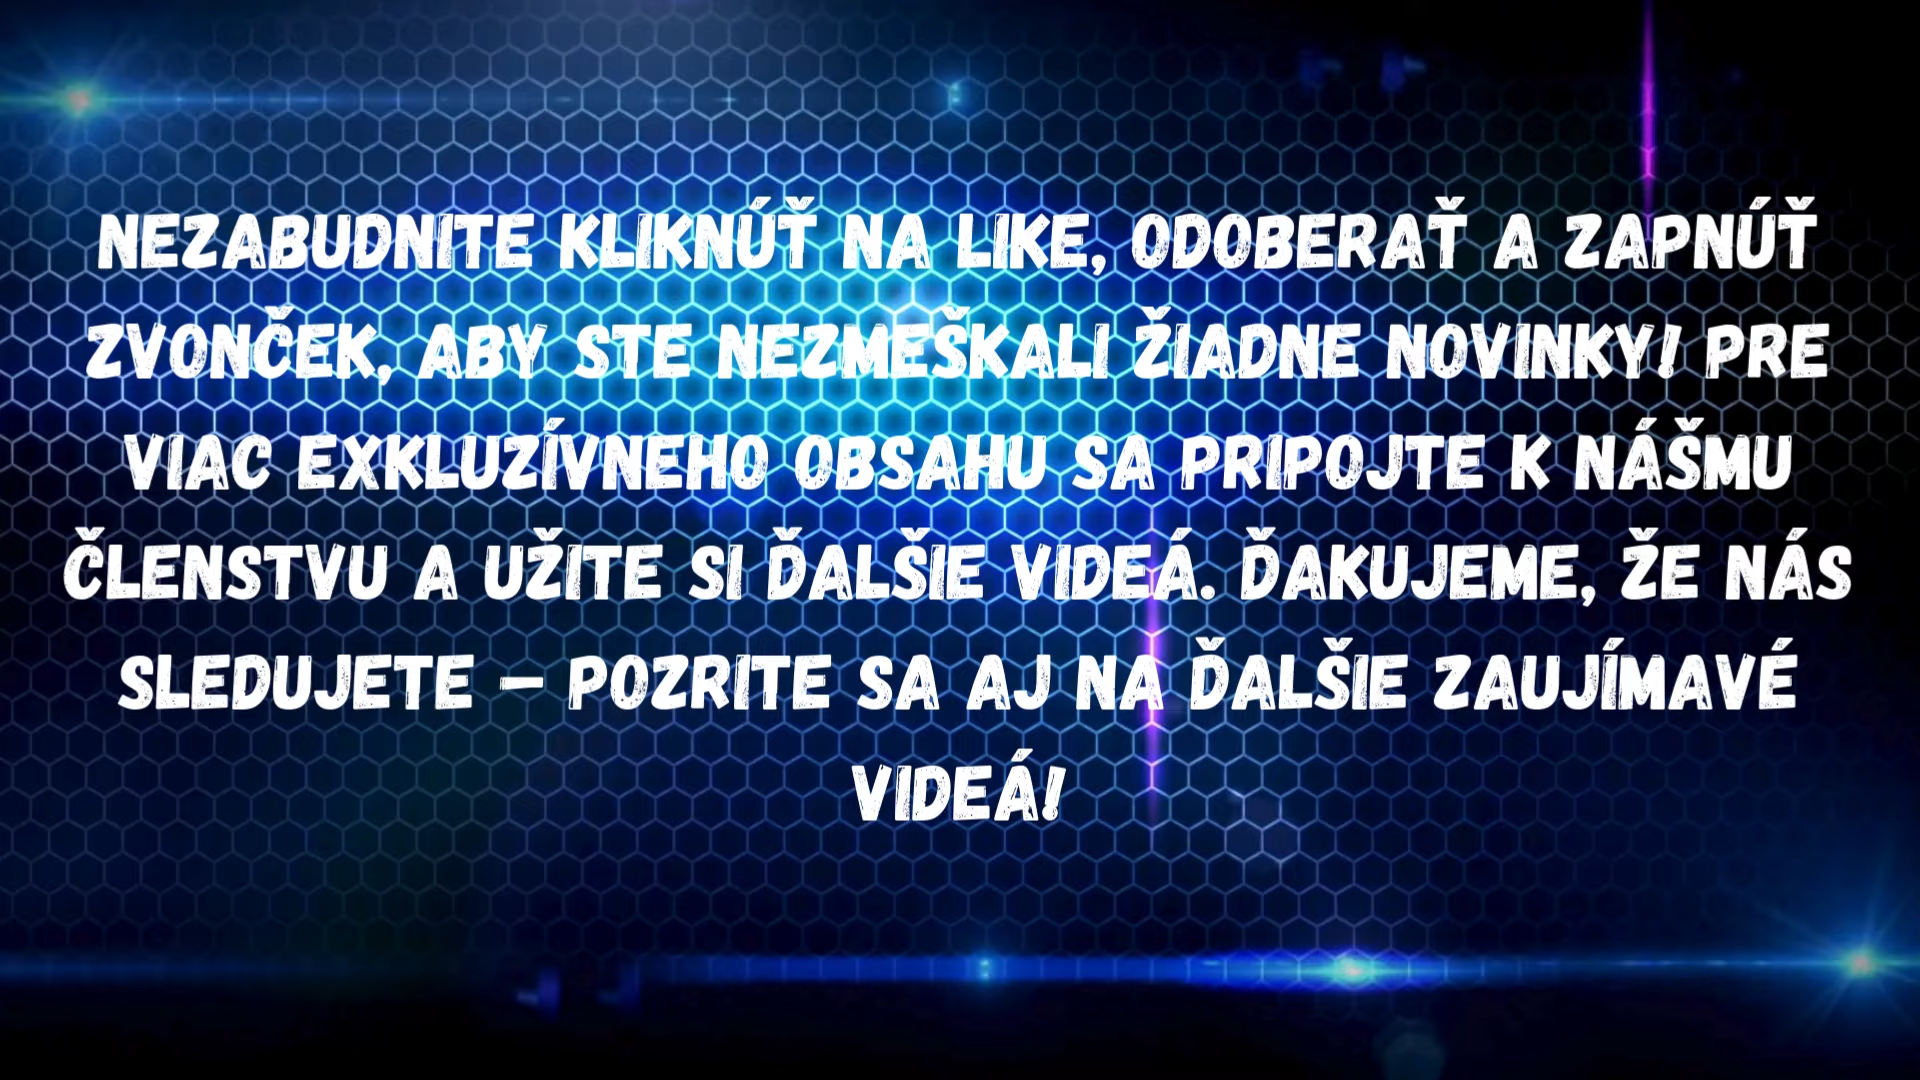 NEZABUDNITE KLIKNÚŤ NA LIKE, ODOBERAŤ A ZAPNÚŤ
ZVONČEK, ABY STE NEZMEŠKALI ŽIADNE NOVINKY! PRE
VIAC EXKLUZÍVNEHO OBSAHU SA PRIPOJTE K NÁŠMU
ČLENSTVU A UŽITE SI ĎALŠIE VIDEÁ. ĎAKUJEME, ŽE NÁS
SLEDUJETE – POZRITE SA AJ NA ĎALŠIE ZAUJÍMAVÉ
VIDEÁ!